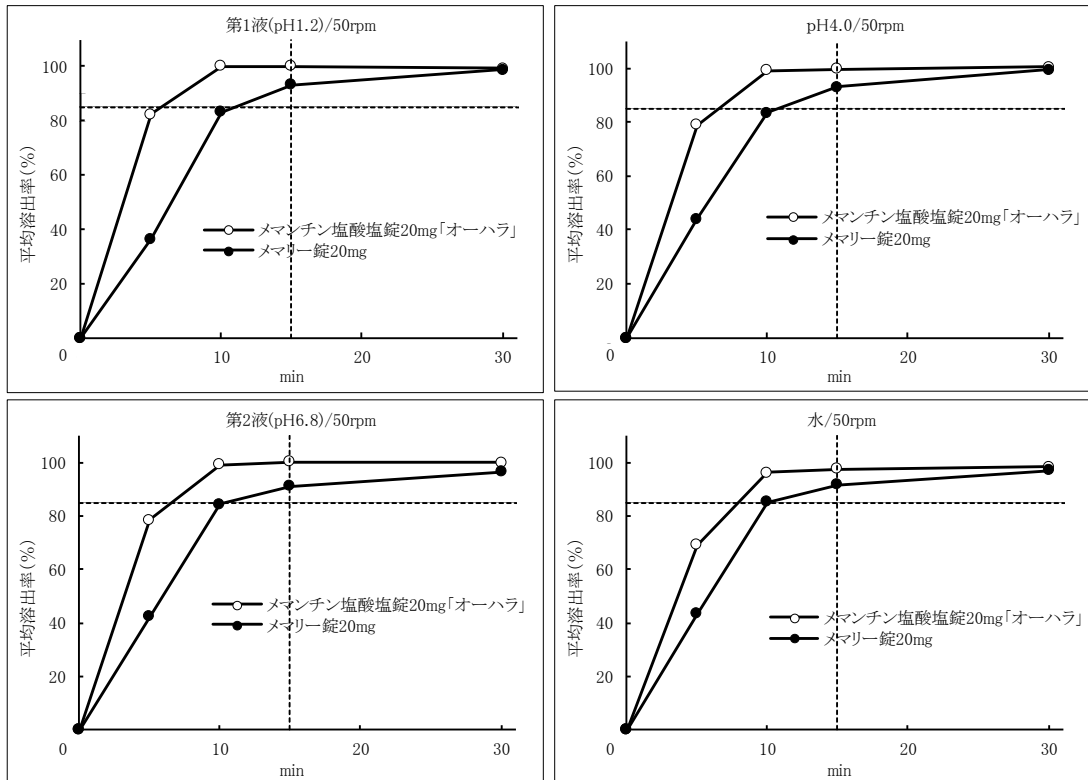 第1液(pH1.2)/50rpm
平均溶出率(%)
100
80
60
40
20
0
10
20
30
min
メマンチン塩酸塩錠20mg「オーハラ」
メマリー錠20mg
pH4.0/50rpm
平均溶出率(%)
100
80
60
40
20
0
10
20
30
min
メマンチン塩酸塩錠20mg「オーハラ」
メマリー錠20mg
第2液(pH6.8)/50rpm
平均溶出率(%)
100
80
60
40
20
0
10
20
30
min
メマンチン塩酸塩錠20mg「オーハラ」
メマリー錠20mg
水/50rpm
平均溶出率(%)
100
80
60
40
20
0
10
20
30
min
メマンチン塩酸塩錠20mg「オーハラ」
メマリー錠20mg